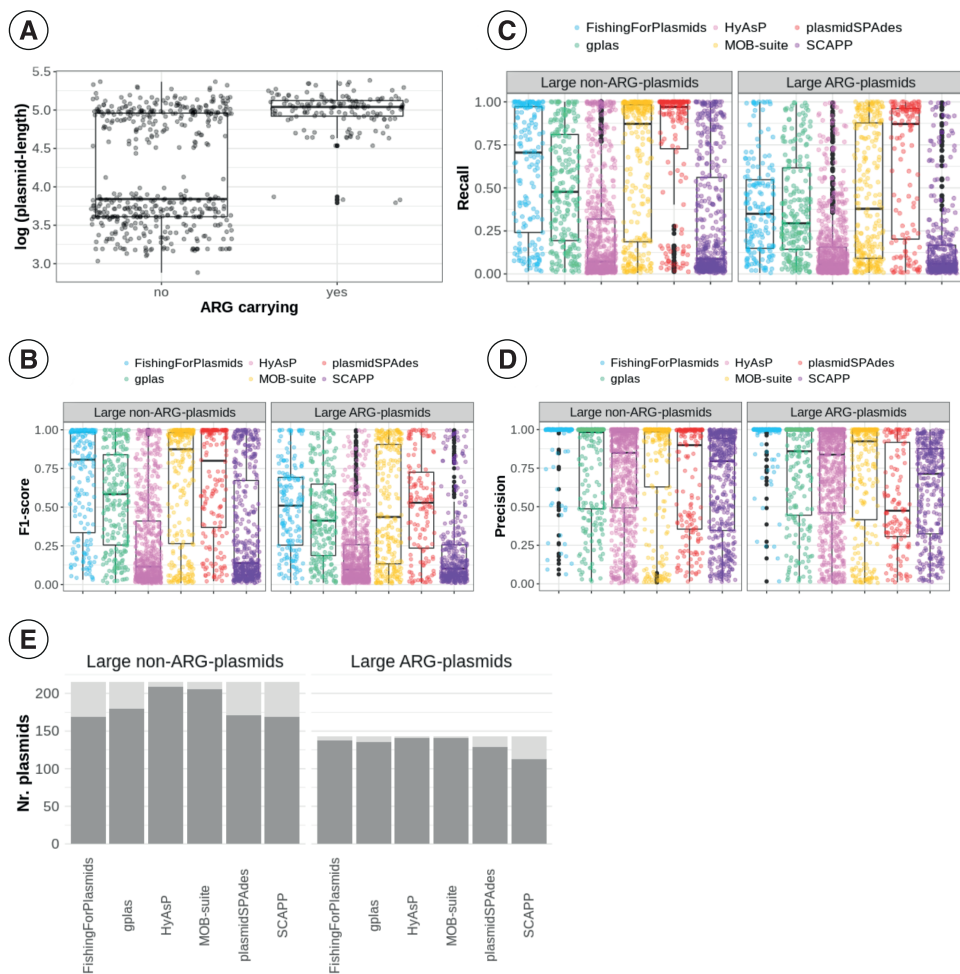 A
5.5
5.0
4.5
4.0
3.5
3.0
log (plasmid-length)
no yes
ARG carrying
C
FishingForPlasmids HyAsP plasmidSPAdes
gplas MOB-suite SCAPP
Large non-ARG-plasmids Large ARG-plasmids
1.00
0.75
0.50
0.25
0.00
Recall
B
FishingForPlasmids HyAsP plasmidSPAdes
gplas MOB-suite SCAPP
Large non-ARG-plasmids Large ARG-plasmids
1.00
0.75
0.50
0.25
0.00
F1-score
D
FishingForPlasmids HyAsP plasmidSPAdes
gplas MOB-suite SCAPP
Large non-ARG-plasmids Large ARG-plasmids
1.00
0.75
0.50
0.25
0.00
Precision
E
Large non-ARG-plasmids Large ARG-plasmids
200
150
100
50
0
Nr. plasmids
FishingForPlasmids
gplas
HyAsP
MOB-suite
plasmidSPAdes
SCAPP
FishingForPlasmids
gplas
HyAsP
MOB-suite
plasmidSPAdes
SCAPP